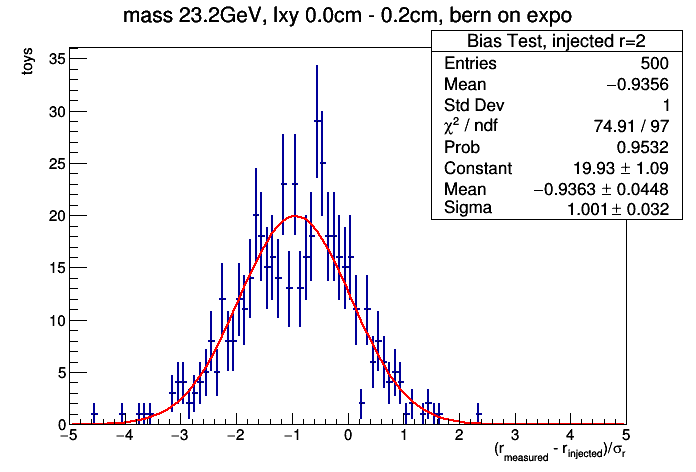 mass 23.2GeV, lxy 0.0cm - 0.2cm, bern on expo
toys
Bias Test, injected r=2
Entries 500
Mean −0.9356
Std Dev 1
χ² / ndf 74.91 / 97
Prob 0.9532
Constant 19.93 ± 1.09
Mean −0.9363 ± 0.0448
Sigma 1.001 ± 0.032
35
30
25
20
15
10
5
0
−5 −4 −3 −2 −1 0 1 2 3 4 5
(r_measured - r_injected)/σ_r